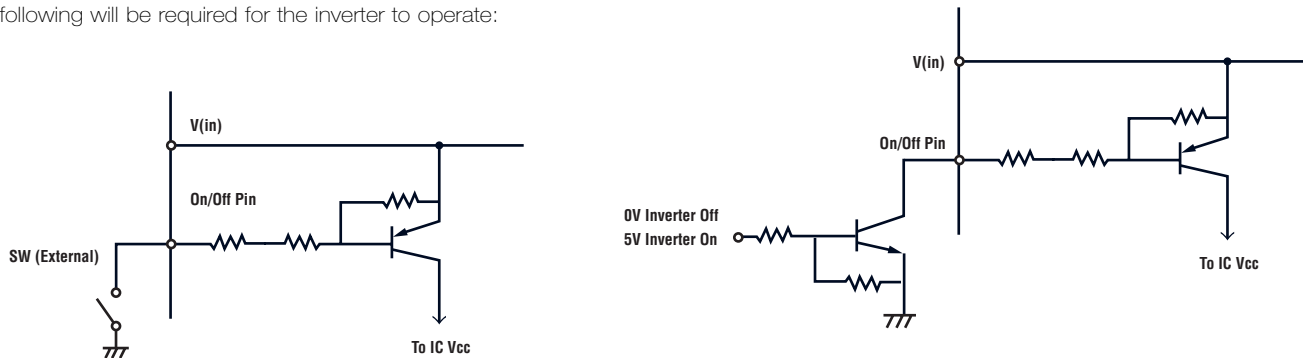 following will be required for the inverter to operate:
V(in)
On/Off Pin
SW (External)
To IC Vcc
V(in)
On/Off Pin
0V Inverter Off
5V Inverter On
To IC Vcc